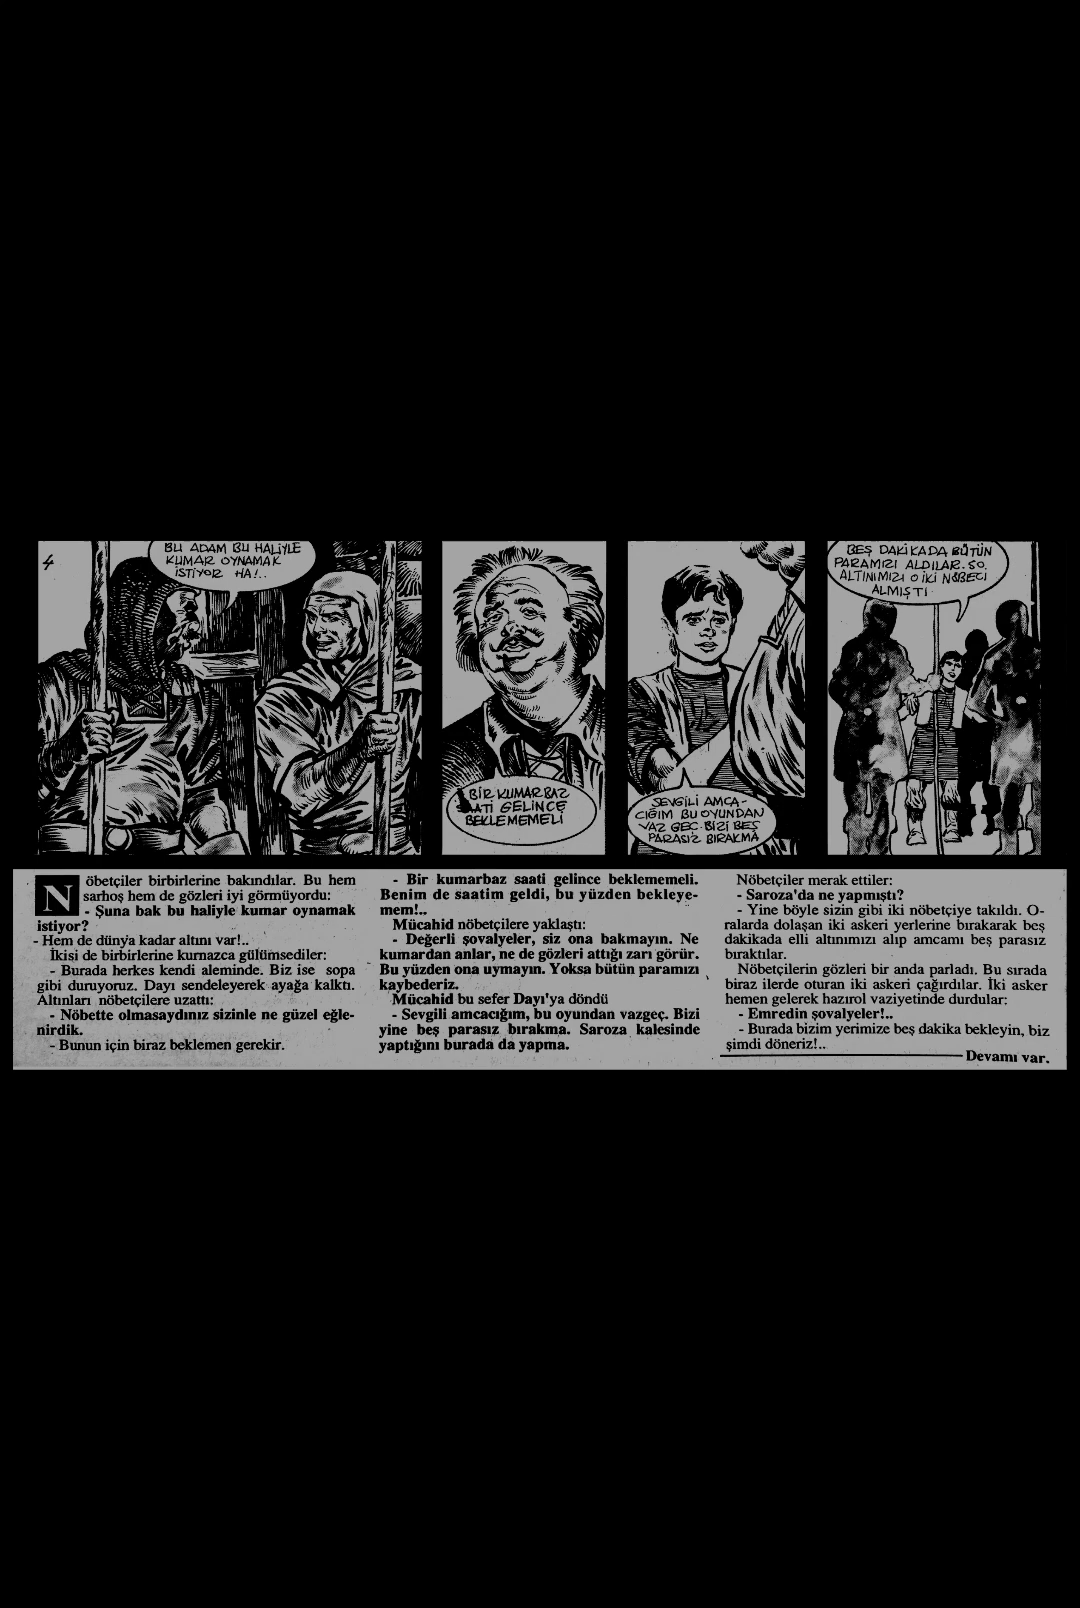 4
BU ADAM BU HALİYLE
KUMAR OYNAMAK
İSTİYOR HA!..
BİR KUMARBAZ
SAATİ GELİNCE
BEKLEMEMELİ
SEVGİLİ AMCA-
CIĞIM BU OYUNDAN
VAZ GEÇ. BİZİ BEŞ
PARASIZ BIRAKMA
BEŞ DAKİKADA BÜTÜN
PARAMIZI ALDILAR. 50.
ALTINIMIZI O İKİ NÖBECİ
ALMIŞTI
Nöbetçiler birbirlerine bakındılar. Bu hem
sarhoş hem de gözleri iyi görmüyordu:
- Şuna bak bu haliyle kumar oynamak
istiyor?
- Hem de dünya kadar altını var!..
İkisi de birbirlerine kurnazca gülümsediler:
- Burada herkes kendi aleminde. Biz ise sopa
gibi duruyoruz. Dayı sendeleyerek ayağa kalktı.
Altınları nöbetçilere uzattı:
- Nöbette olmasaydınız sizinle ne güzel eğle-
nirdik.
- Bunun için biraz beklemen gerekir.
- Bir kumarbaz saati gelince beklememeli.
Benim de saatim geldi, bu yüzden bekleye-
mem!..
Mücahid nöbetçilere yaklaştı:
- Değerli şovalyeler, siz ona bakmayın. Ne
kumardan anlar, ne de gözleri attığı zarı görür.
Bu yüzden ona uymayın. Yoksa bütün paramızı
kaybederiz.
Mücahid bu sefer Dayı'ya döndü
- Sevgili amcacığım, bu oyundan vazgeç. Bizi
yine beş parasız bırakma. Saroza kalesinde
yaptığını burada da yapma.
Nöbetçiler merak ettiler:
- Saroza'da ne yapmıştı?
- Yine böyle sizin gibi iki nöbetçiye takıldı. O-
ralarda dolaşan iki askeri yerlerine bırakarak beş
dakikada elli altınımızı alıp amcamı beş parasız
bıraktılar.
Nöbetçilerin gözleri bir anda parladı. Bu sırada
biraz ilerde oturan iki askeri çağırdılar. İki asker
hemen gelerek hazırol vaziyetinde durdular:
- Emredin şovalyeler!..
- Burada bizim yerimize beş dakika bekleyin, biz
şimdi döneriz!..
Devamı var.